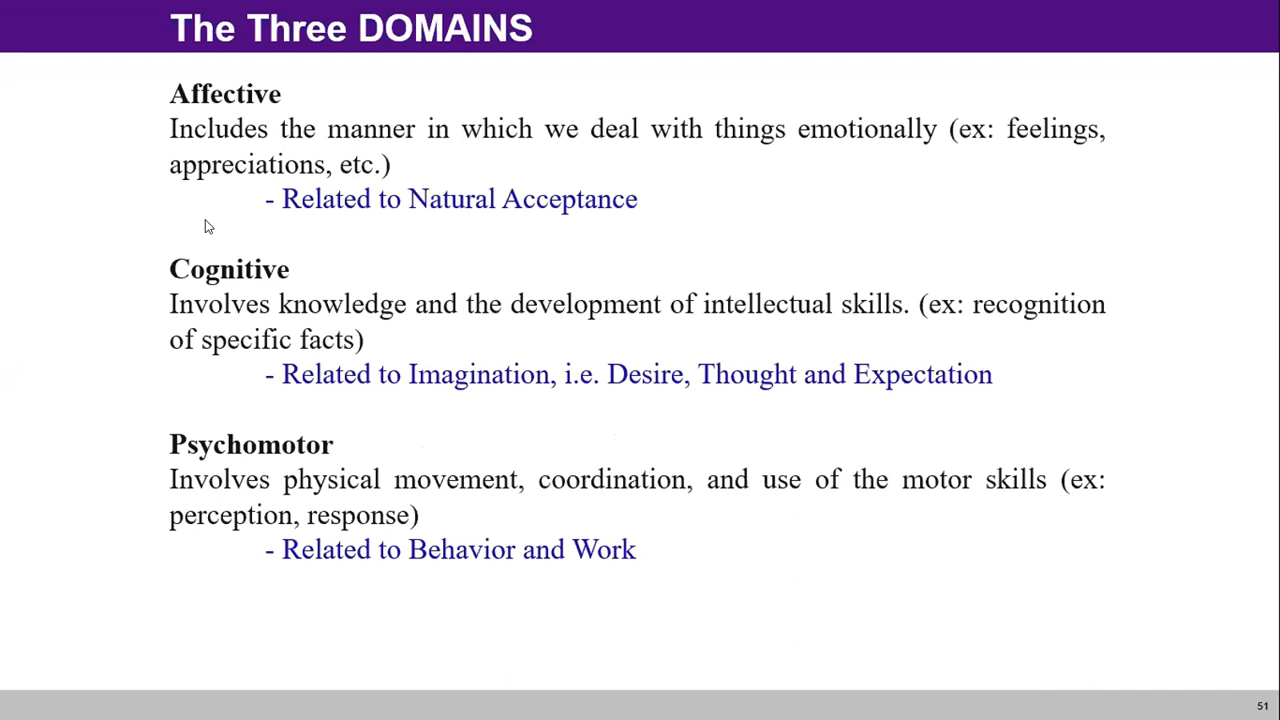 The Three DOMAINS
Affective
Includes the manner in which we deal with things emotionally (ex: feelings,
appreciations, etc.)
- Related to Natural Acceptance
Cognitive
Involves knowledge and the development of intellectual skills. (ex: recognition
of specific facts)
- Related to Imagination, i.e. Desire, Thought and Expectation
Psychomotor
Involves physical movement, coordination, and use of the motor skills (ex:
perception, response)
- Related to Behavior and Work
51